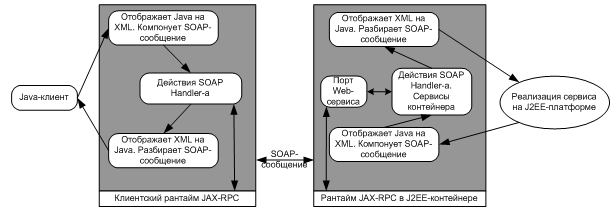 Java-клиент
Отображает Java на
XML. Компонует SOAP-
сообщение
Действия SOAP
Handler-а
Отображает XML на
Java. Разбирает SOAP-
сообщение
Клиентский рантайм JAX-RPC
SOAP-
сообщение
Отображает XML на
Java. Разбирает SOAP-
сообщение
Порт
Web-
сервиса
Действия SOAP
Handler-а.
Сервисы
контейнера
Отображает Java на
XML. Компонует SOAP-
сообщение
Рантайм JAX-RPC в J2EE-контейнере
Реализация сервиса
на J2EE-платформе